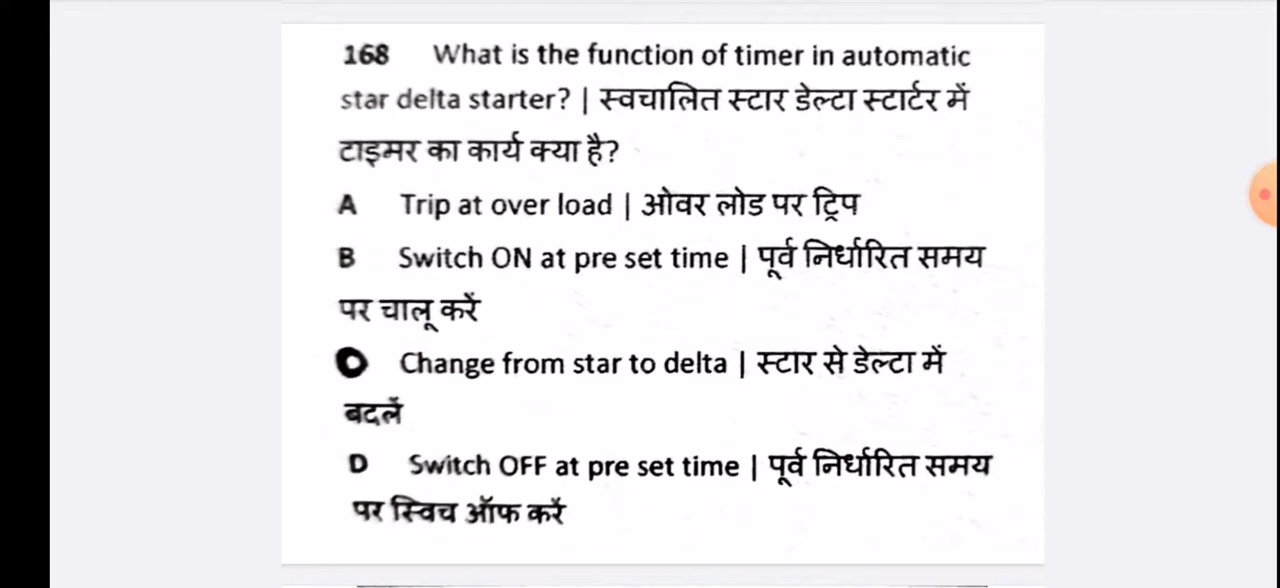 168 What is the function of timer in automatic
star delta starter? | स्वचालित स्टार डेल्टा स्टार्टर में
टाइमर का कार्य क्या है?
A Trip at over load | ओवर लोड पर ट्रिप
B Switch ON at pre set time | पूर्व निर्धारित समय
पर चालू करें
Change from star to delta | स्टार से डेल्टा में
बदलें
D Switch OFF at pre set time | पूर्व निर्धारित समय
पर स्विच ऑफ करें